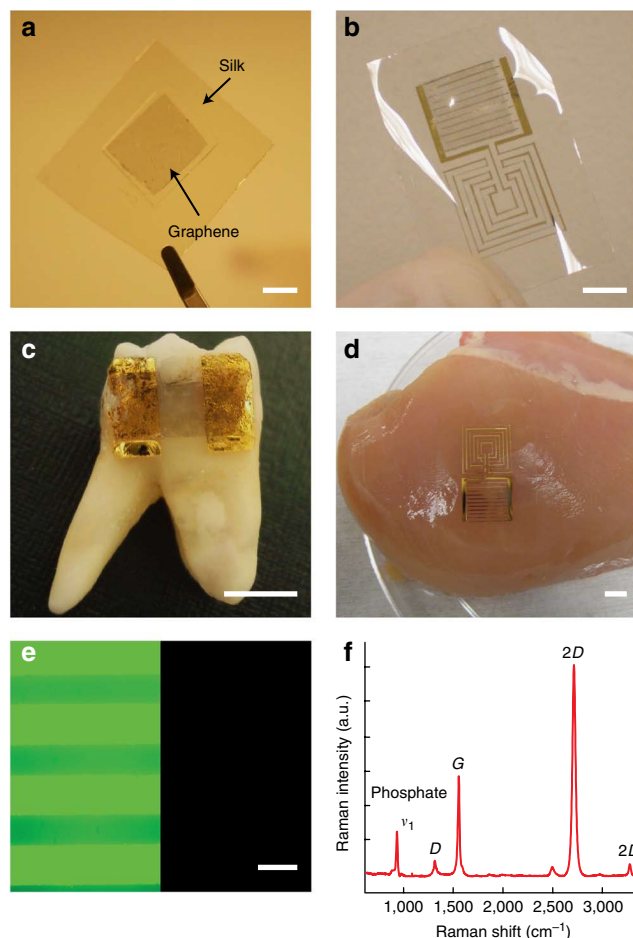 a
Silk
Graphene
b
c
d
e
f
2D
G
Phosphate
ν1
D
2D
Raman intensity (a.u.)
1,000 1,500 2,000 2,500 3,000
Raman shift (cm–1)